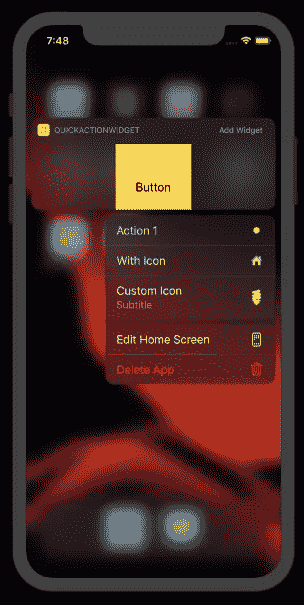 7:48
QUICKACTIONWIDGET Add Widget
Button
Action 1
With icon
Custom Icon
Subtitle
Edit Home Screen
Delete App